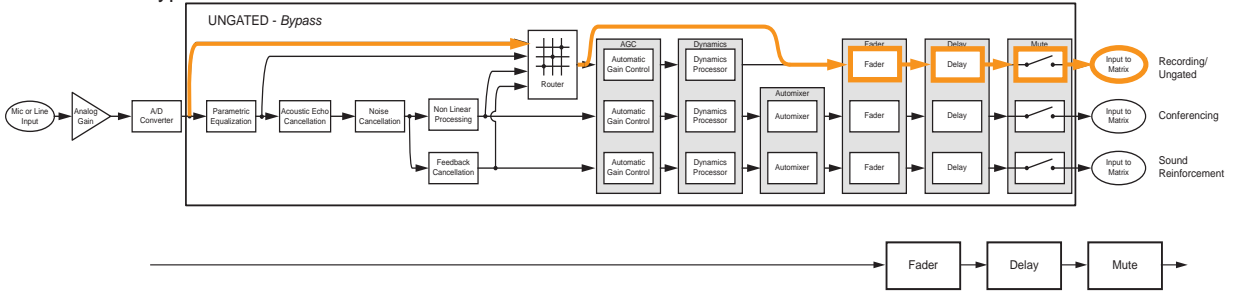 UNGATED - Bypass
AGC
Dynamics
Fader
Delay
Mute
Router
Automatic
Gain Control
Dynamics
Processor
Fader
Delay
Input to
Matrix
Recording/
Ungated
Mic or Line
Input
Analog
Gain
A/D
Converter
Parametric
Equalization
Acoustic Echo
Cancellation
Noise
Cancellation
Non Linear
Processing
Automatic
Gain Control
Dynamics
Processor
Automixer
Automixer
Fader
Delay
Input to
Matrix
Conferencing
Feedback
Cancellation
Automatic
Gain Control
Dynamics
Processor
Automixer
Fader
Delay
Input to
Matrix
Sound
Reinforcement
Fader
Delay
Mute